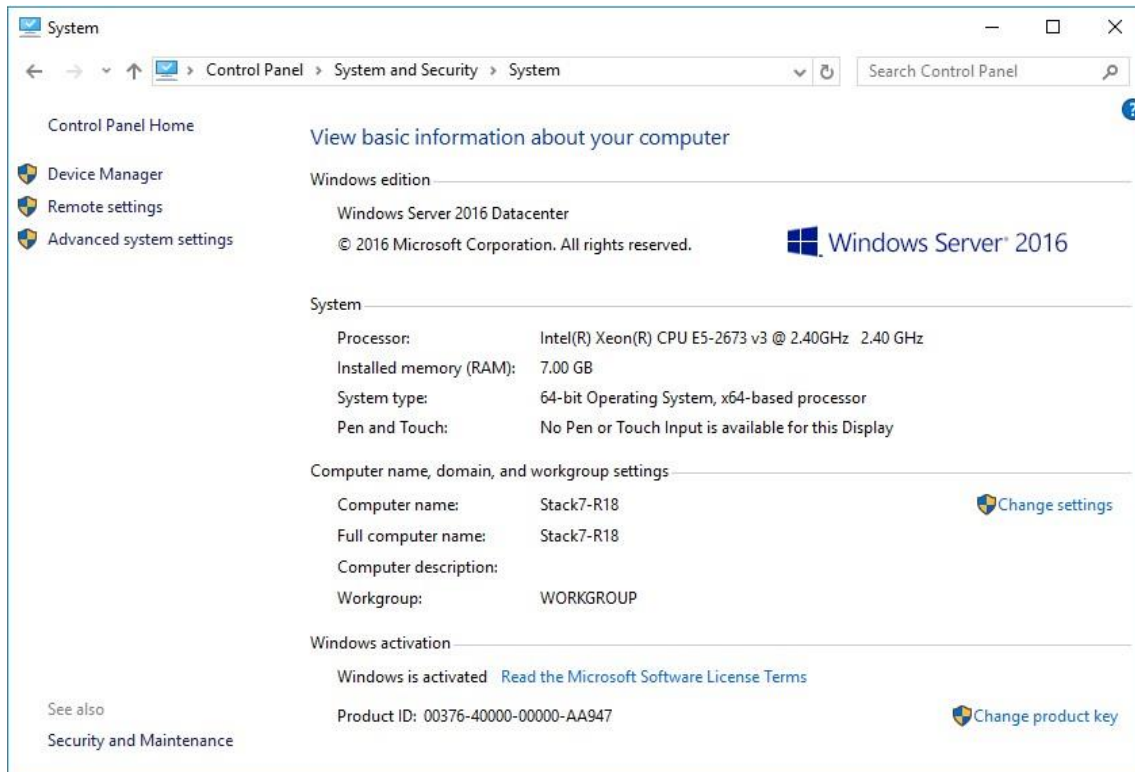 System
Control Panel > System and Security > System
Search Control Panel
Control Panel Home
Device Manager
Remote settings
Advanced system settings
See also
Security and Maintenance
View basic information about your computer
Windows edition
Windows Server 2016 Datacenter
© 2016 Microsoft Corporation. All rights reserved.
Windows Server® 2016
System
Processor: Intel(R) Xeon(R) CPU E5-2673 v3 @ 2.40GHz 2.40 GHz
Installed memory (RAM): 7.00 GB
System type: 64-bit Operating System, x64-based processor
Pen and Touch: No Pen or Touch Input is available for this Display
Computer name, domain, and workgroup settings
Computer name: Stack7-R18 Change settings
Full computer name: Stack7-R18
Computer description:
Workgroup: WORKGROUP
Windows activation
Windows is activated Read the Microsoft Software License Terms
Product ID: 00376-40000-00000-AA947 Change product key